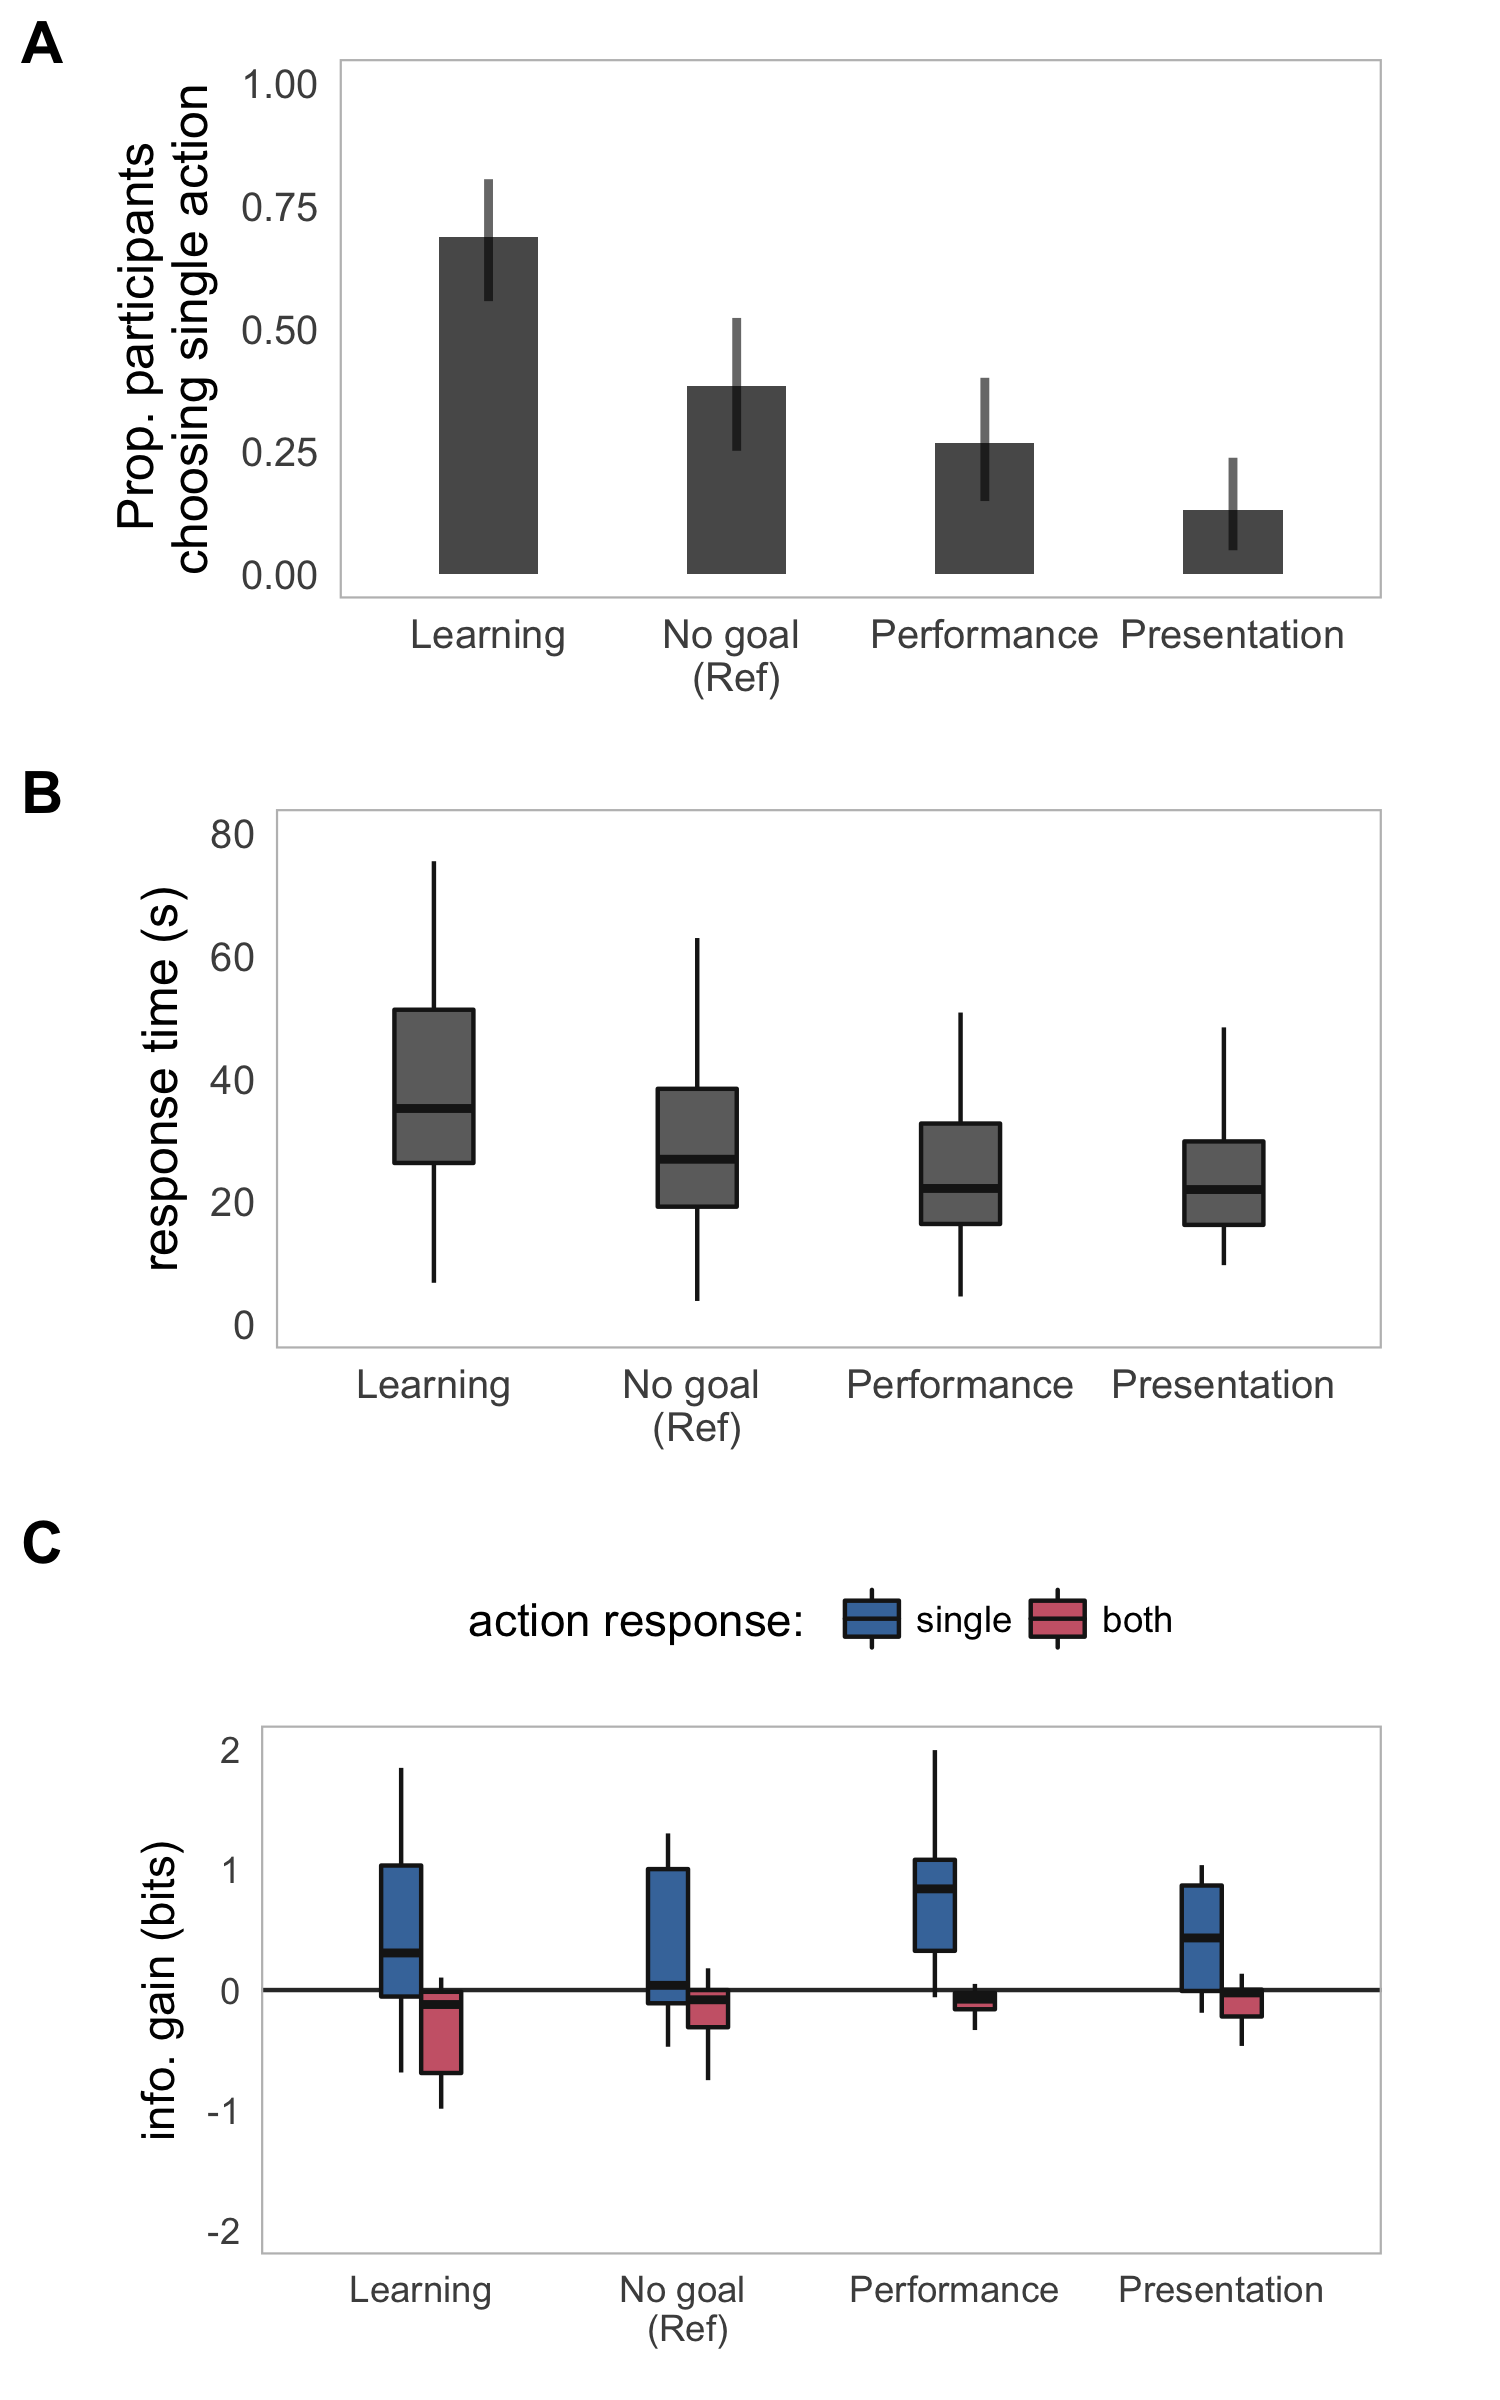 A
Prop. participants
choosing single action
1.00
0.75
0.50
0.25
0.00
Learning
No goal
(Ref)
Performance
Presentation
B
response time (s)
80
60
40
20
0
Learning
No goal
(Ref)
Performance
Presentation
C
action response: single both
info. gain (bits)
2
1
0
-1
-2
Learning
No goal
(Ref)
Performance
Presentation